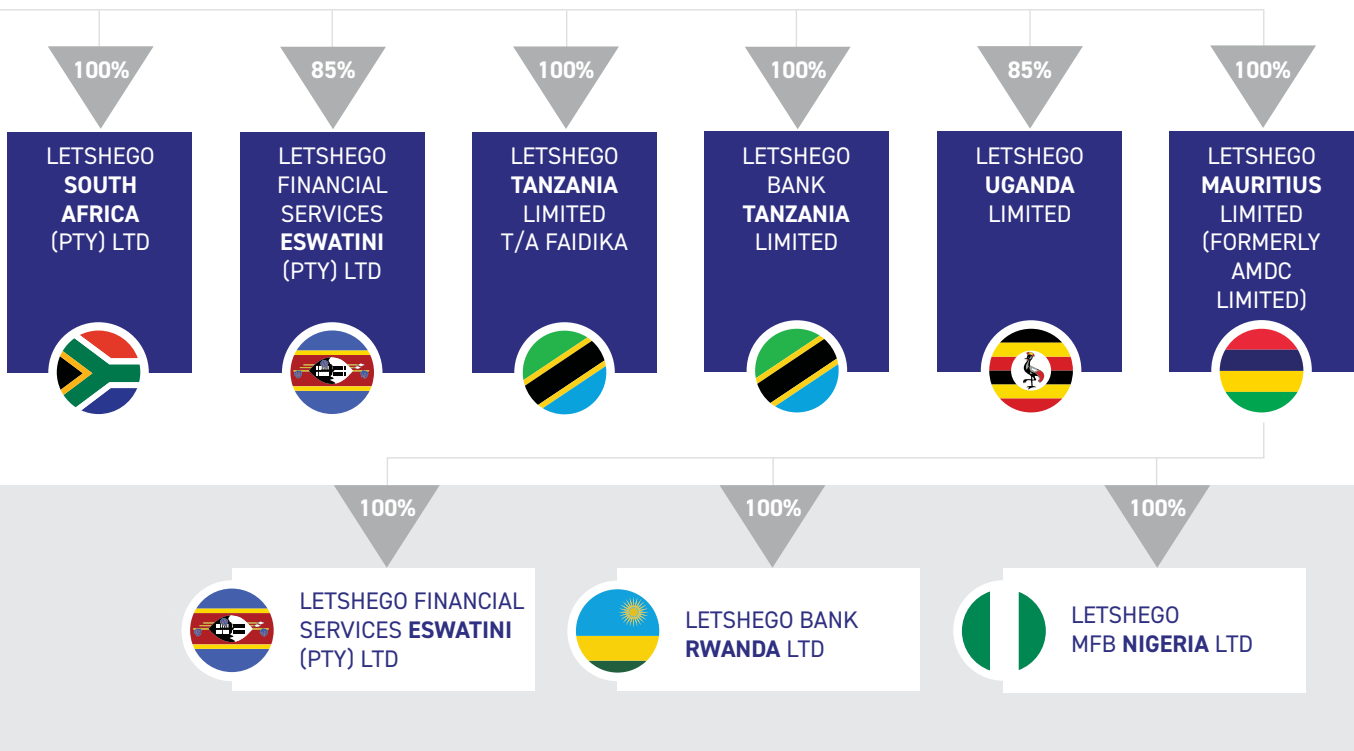 100%
85%
100%
100%
85%
100%
LETSHEGO
SOUTH
AFRICA
(PTY) LTD
LETSHEGO
FINANCIAL
SERVICES
ESWATINI
(PTY) LTD
LETSHEGO
TANZANIA
LIMITED
T/A FAIDIKA
LETSHEGO
BANK
TANZANIA
LIMITED
LETSHEGO
UGANDA
LIMITED
LETSHEGO
MAURITIUS
LIMITED
(FORMERLY
AMDC
LIMITED)
100%
100%
100%
LETSHEGO FINANCIAL
SERVICES ESWATINI
(PTY) LTD
LETSHEGO BANK
RWANDA LTD
LETSHEGO
MFB NIGERIA LTD